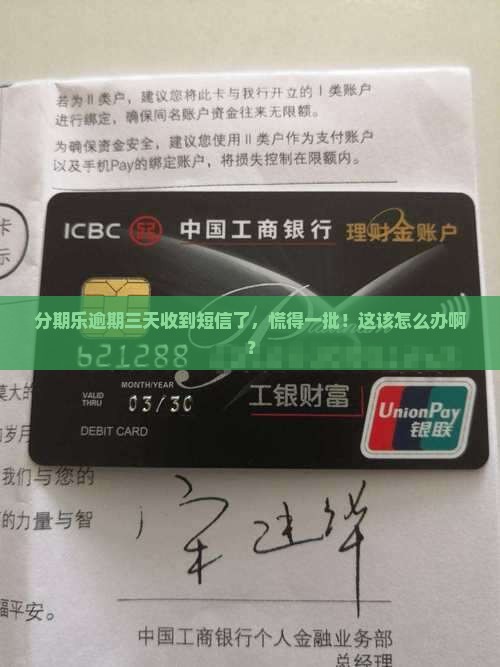 若为Ⅱ类户，建议您将此卡与我行开立的Ⅰ类账户
进行绑定，确保同名账户资金往来无限额。
为确保资金安全，建议您使用Ⅱ类户作为支付账户
以及手机Pay的绑定账户，将损失控制在限额内。
卡
示
ICBC 中国工商银行 理财金账户
分期乐逾期三天收到短信了，慌得一批！这该怎么办啊
？
621288
VALID
THRU
MONTH/YEAR
03/30
工银财富
DEBIT CARD
UnionPay
银联
莫大的
岁月
我们与您的
的力量与智
福平安。
中国工商银行个人金融业务部
总经理